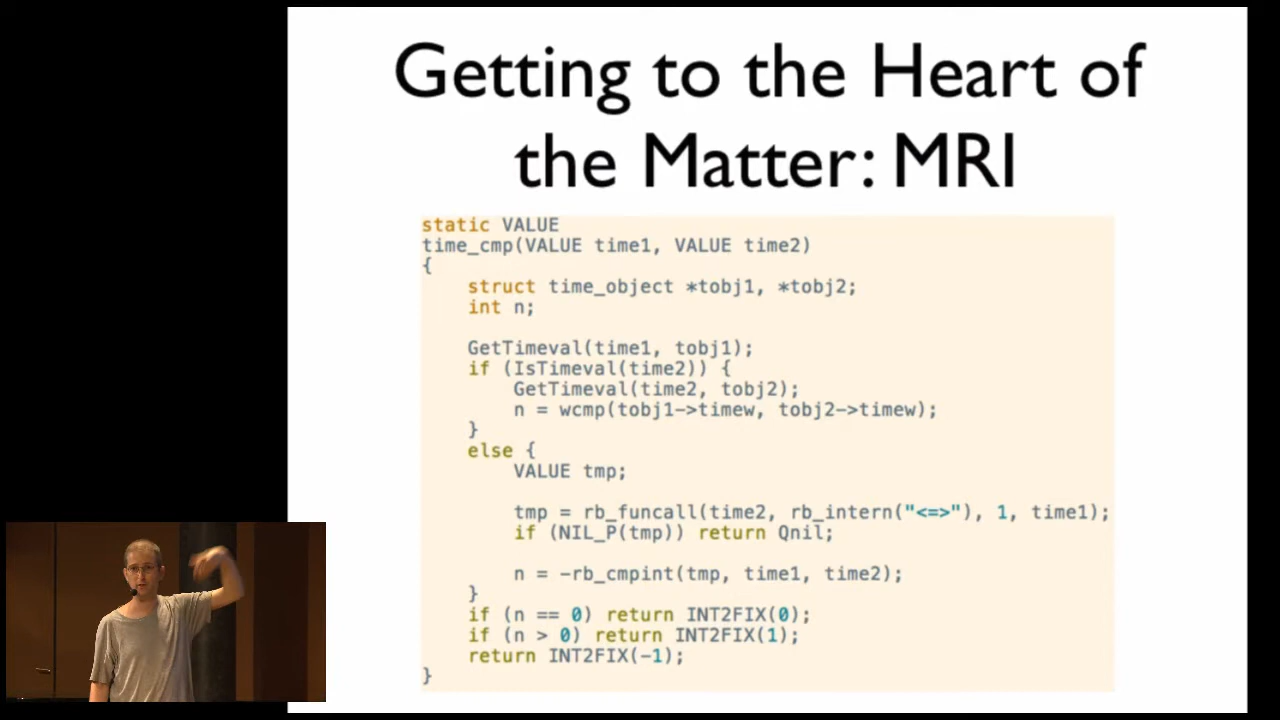 Getting to the Heart of
the Matter: MRI
static VALUE
time_cmp(VALUE time1, VALUE time2)
{
    struct time_object *tobj1, *tobj2;
    int n;

    GetTimeval(time1, tobj1);
    if (IsTimeval(time2)) {
        GetTimeval(time2, tobj2);
        n = wcmp(tobj1->timew, tobj2->timew);
    }
    else {
        VALUE tmp;

        tmp = rb_funcall(time2, rb_intern("<=>"), 1, time1);
        if (NIL_P(tmp)) return Qnil;

        n = -rb_cmpint(tmp, time1, time2);
    }
    if (n == 0) return INT2FIX(0);
    if (n > 0) return INT2FIX(1);
    return INT2FIX(-1);
}